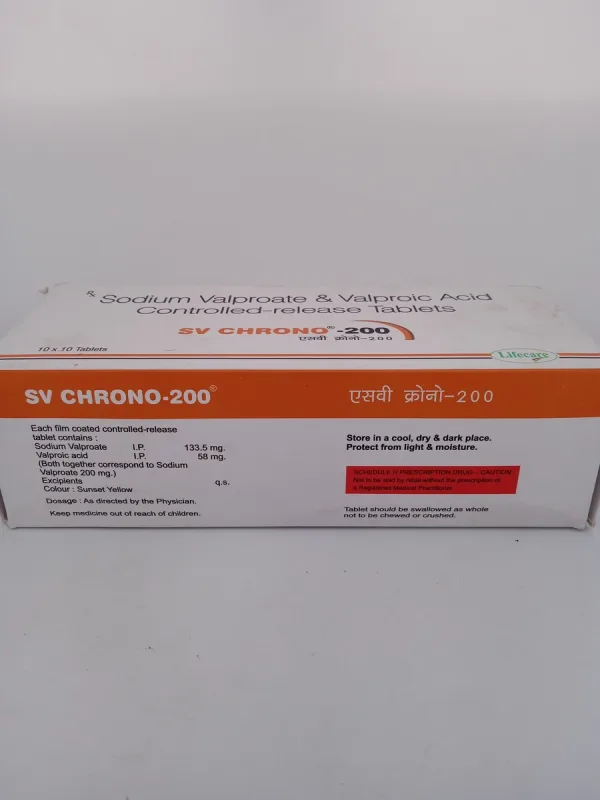 Rx
Sodium Valproate & Valproic Acid
Controlled-release Tablets
SV CHRONO®-200
एसवी क्रोनो-200
10 x 10 Tablets
Lifecare
SV CHRONO-200®
एसवी क्रोनो-200
Each film coated controlled-release
tablet contains :
Sodium Valproate I.P. 133.5 mg.
Valproic acid I.P. 58 mg.
(Both together correspond to Sodium
Valproate 200 mg.)
Excipients q.s.
Colour : Sunset Yellow
Dosage : As directed by the Physician.
Keep medicine out of reach of children.
Store in a cool, dry & dark place.
Protect from light & moisture.
SCHEDULE H PRESCRIPTION DRUG - CAUTION
Not to be sold by retail without the prescription of
a Registered Medical Practitioner
Tablet should be swallowed as whole
not to be chewed or crushed.